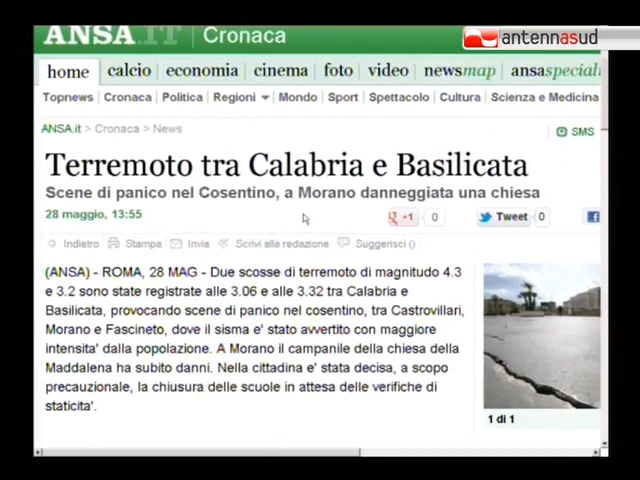 ANSA.IT Cronaca
antennasud
home calcio economia cinema foto video newsmap ansaspeciali
Topnews Cronaca Politica Regioni Mondo Sport Spettacolo Cultura Scienza e Medicina
ANSA.it > Cronaca > News
SMS
Terremoto tra Calabria e Basilicata
Scene di panico nel Cosentino, a Morano danneggiata una chiesa
28 maggio, 13:55
+1 0 Tweet 0
Indietro Stampa Invia Scrivi alla redazione Suggerisci ()
(ANSA) - ROMA, 28 MAG - Due scosse di terremoto di magnitudo 4.3
e 3.2 sono state registrate alle 3.06 e alle 3.32 tra Calabria e
Basilicata, provocando scene di panico nel cosentino, tra Castrovillari,
Morano e Fascineto, dove il sisma e' stato avvertito con maggiore
intensita' dalla popolazione. A Morano il campanile della chiesa della
Maddalena ha subito danni. Nella cittadina e' stata decisa, a scopo
precauzionale, la chiusura delle scuole in attesa delle verifiche di
staticita'.
1 di 1